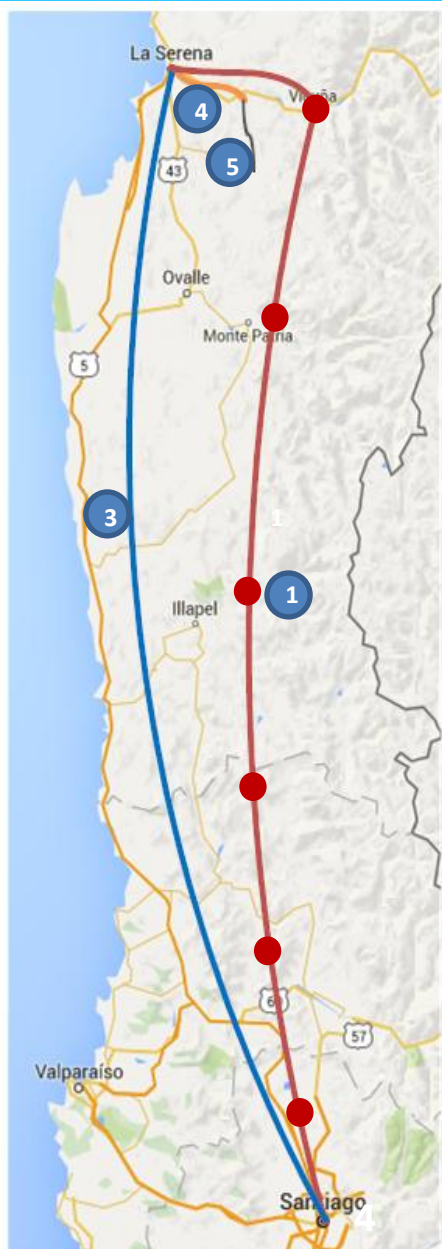 La Serena
Vicuña
4
5
43
Ovalle
Monte Patria
5
3
1
1
Illapel
60
57
Valparaíso
Santiago
4